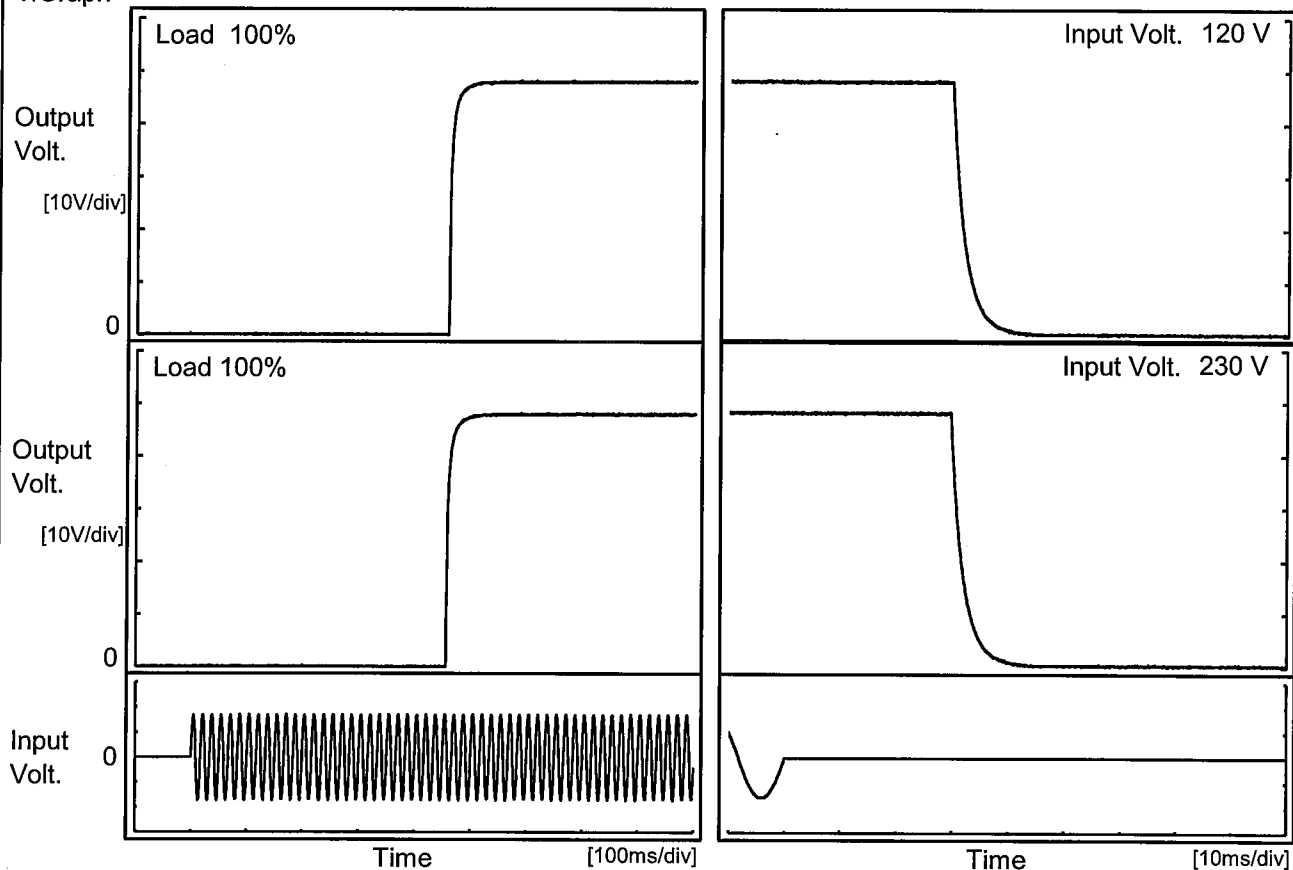 Load 100%
Input Volt. 120 V
Output
Volt.
[10V/div]
0
Load 100%
Input Volt. 230 V
Output
Volt.
[10V/div]
0
Input
Volt.
0
Time
[100ms/div]
Time
[10ms/div]